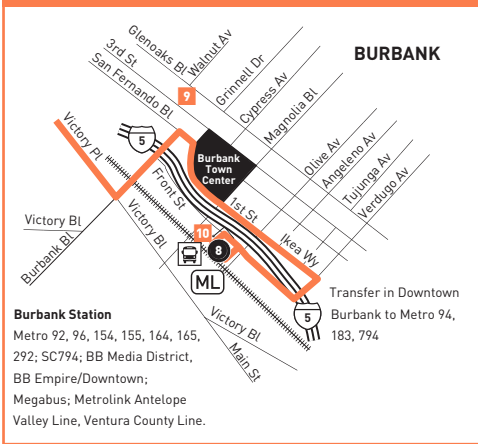 BURBANK
Glenoaks Bl
Walnut Av
3rd St
San Fernando Bl
Grinnell Dr
Cypress Av
Magnolia Bl
9
Olive Av
Angeleno Av
Tujunga Av
Verdugo Av
Victory Pl
5
Burbank
Town
Center
Front St
1st St
Ikea Wy
Victory Bl
Burbank Bl
Victory Bl
10
8
ML
5
Victory Bl
Main St
Transfer in Downtown
Burbank to Metro 94,
183, 794
Burbank Station
Metro 92, 96, 154, 155, 164, 165,
292; SC794; BB Media District,
BB Empire/Downtown;
Megabus; Metrolink Antelope
Valley Line, Ventura County Line.